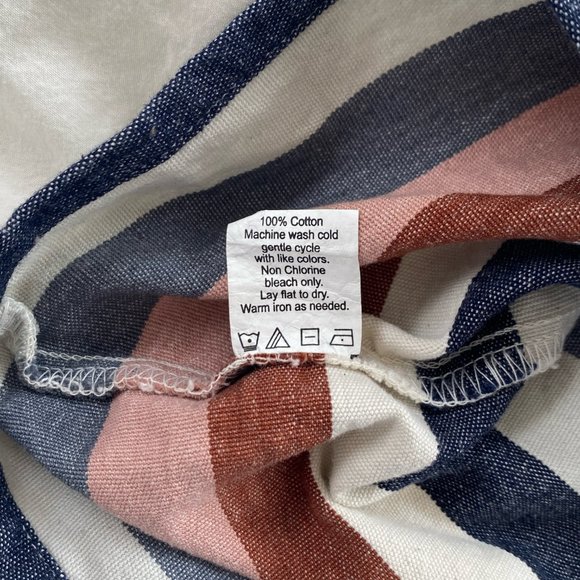 100% Cotton
Machine wash cold
gentle cycle
with like colors.
Non Chlorine
bleach only.
Lay flat to dry.
Warm iron as needed.